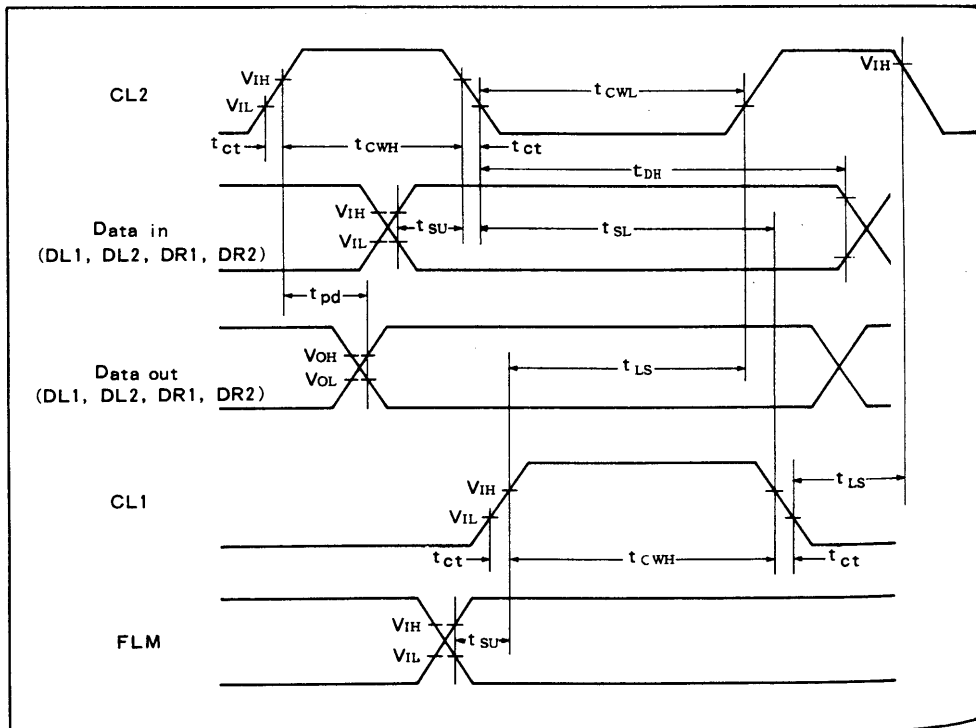 VIH
VIH
CL2
tCWL
VIL
tct
tCWH
tct
tDH
Data in
(DL1, DL2, DR1, DR2)
VIH
tSU
tSL
VIL
tpd
Data out
(DL1, DL2, DR1, DR2)
VOH
VOL
tLS
CL1
VIH
tLS
VIL
tct
tCWH
tct
FLM
VIH
tSU
VIL